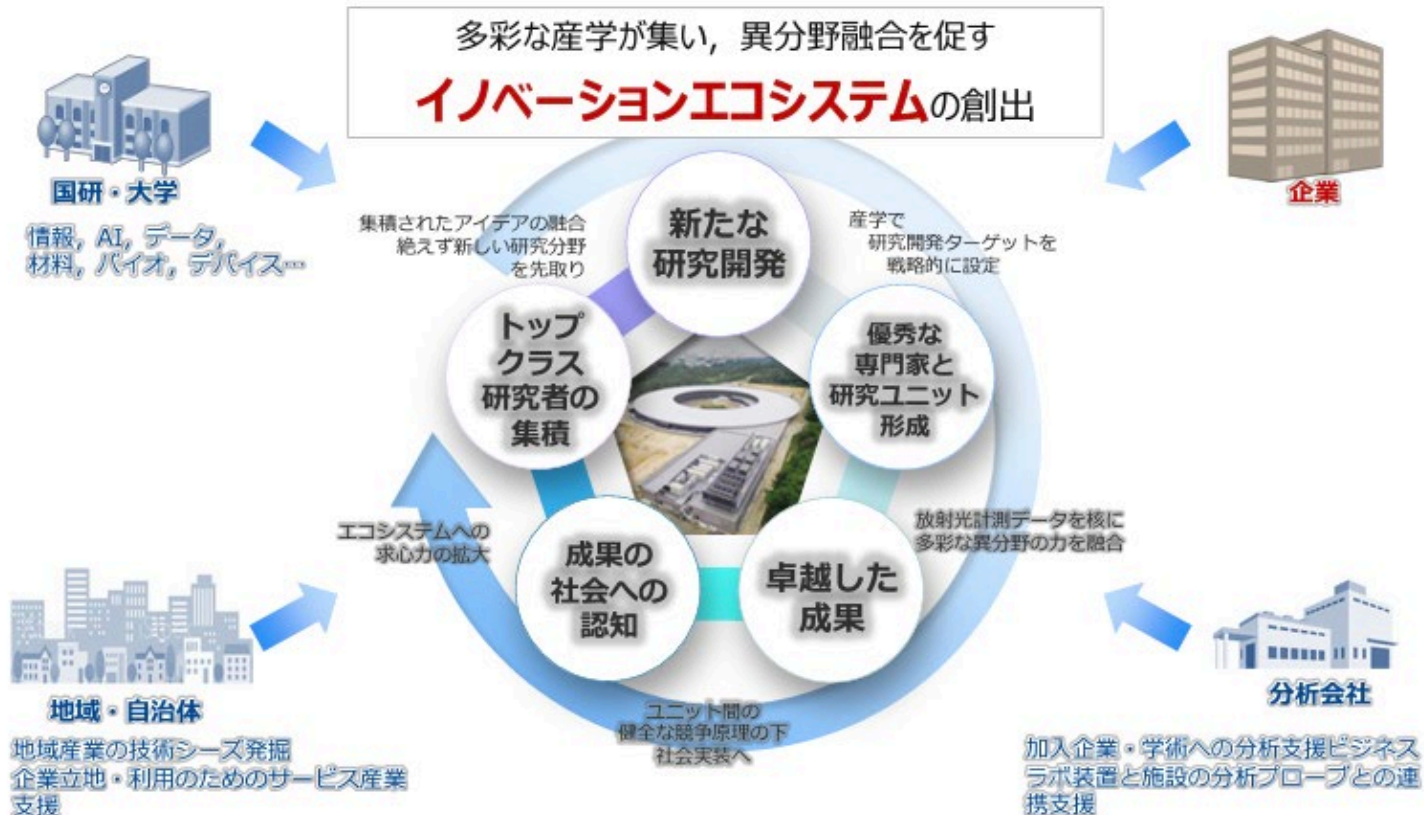 多彩な産学が集い，異分野融合を促す
イノベーションエコシステムの創出
国研・大学
情報，AI，データ，
材料，バイオ，デバイス…
企業
集積されたアイデアの融合
絶えず新しい研究分野
を先取り
新たな
研究開発
産学で
研究開発ターゲットを
戦略的に設定
トップ
クラス
研究者の
集積
優秀な
専門家と
研究ユニット
形成
エコシステムへの
求心力の拡大
成果の
社会への
認知
卓越した
成果
放射光計測データを核に
多彩な異分野の力を融合
ユニット間の
健全な競争原理の下
社会実装へ
地域・自治体
地域産業の技術シーズ発掘
企業立地・利用のためのサービス産業
支援
分析会社
加入企業・学術への分析支援ビジネス
ラボ装置と施設の分析プローブとの連
携支援